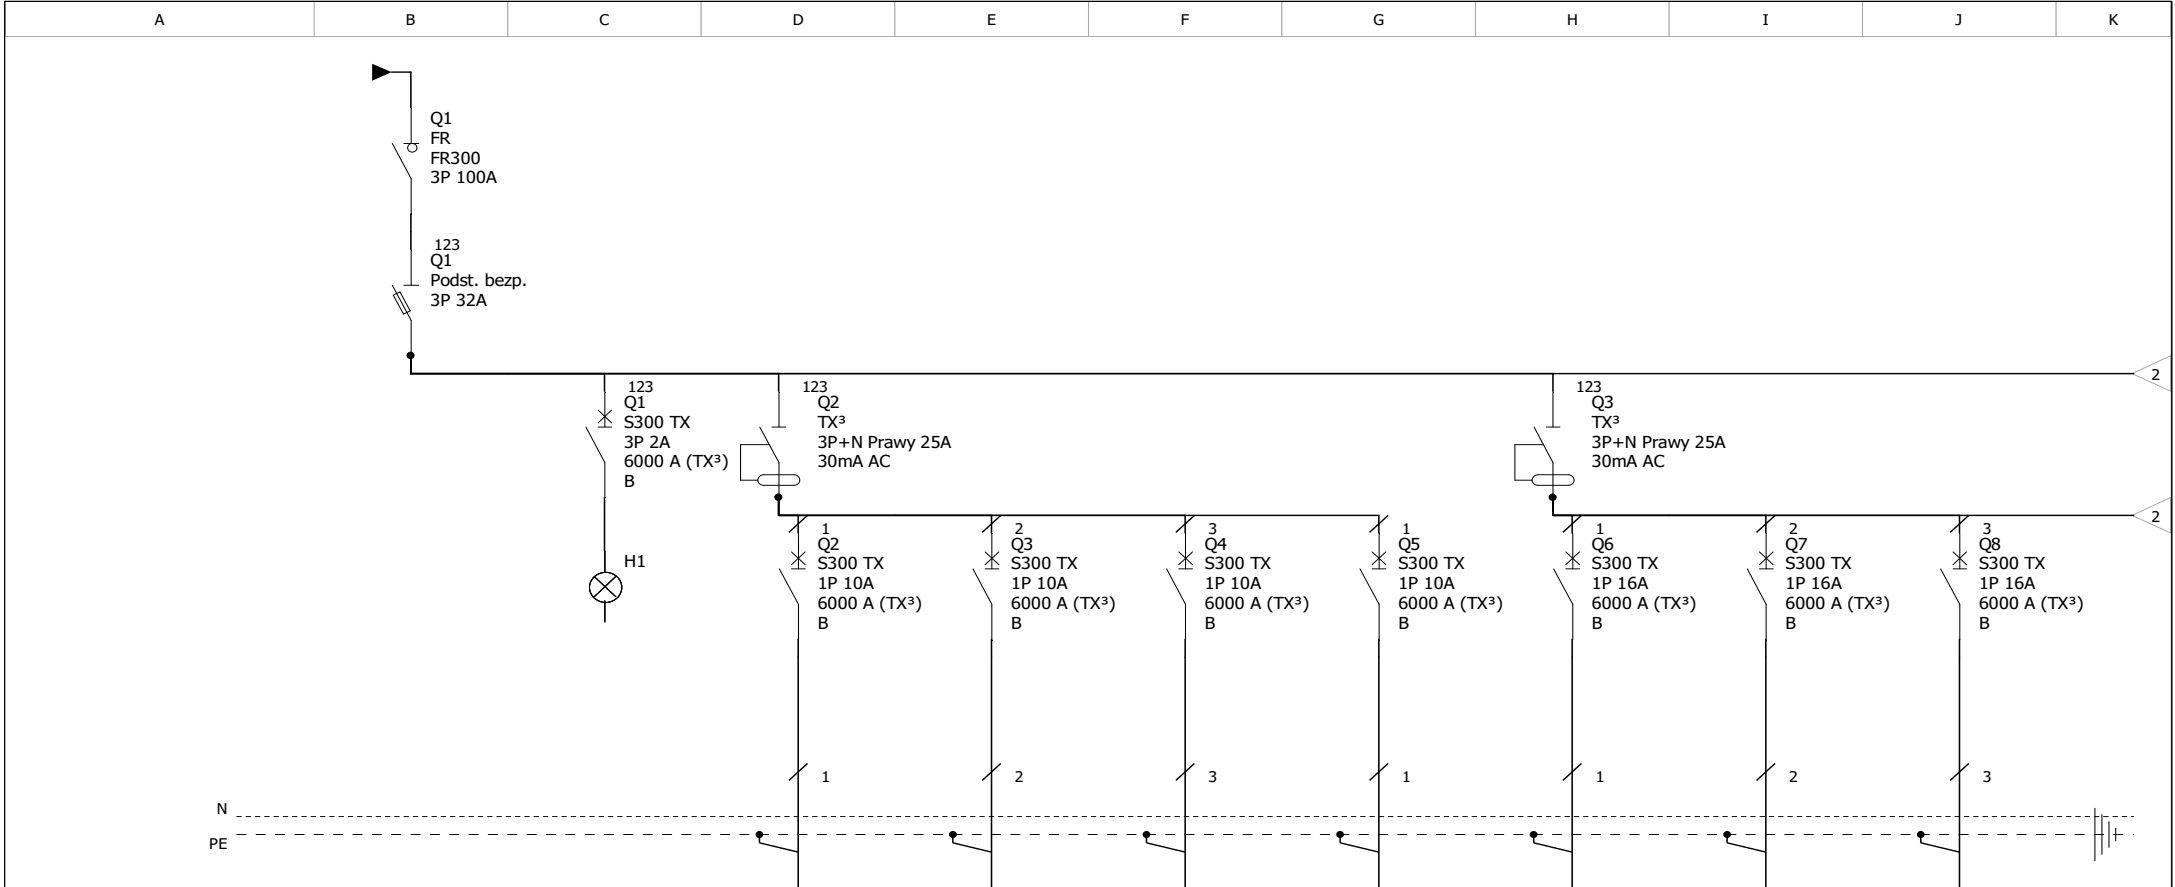 A B C D E F G H I J K
Q1
FR
FR300
3P 100A
123
Q1
Podst. bezp.
3P 32A
2
123
Q1
S300 TX
3P 2A
6000 A (TX³)
B
H1
123
Q2
TX³
3P+N Prawy 25A
30mA AC
123
Q3
TX³
3P+N Prawy 25A
30mA AC
2
1
Q2
S300 TX
1P 10A
6000 A (TX³)
B
2
Q3
S300 TX
1P 10A
6000 A (TX³)
B
3
Q4
S300 TX
1P 10A
6000 A (TX³)
B
1
Q5
S300 TX
1P 10A
6000 A (TX³)
B
1
Q6
S300 TX
1P 16A
6000 A (TX³)
B
2
Q7
S300 TX
1P 16A
6000 A (TX³)
B
3
Q8
S300 TX
1P 16A
6000 A (TX³)
B
1 2 3 1 1 2 3
N
PE